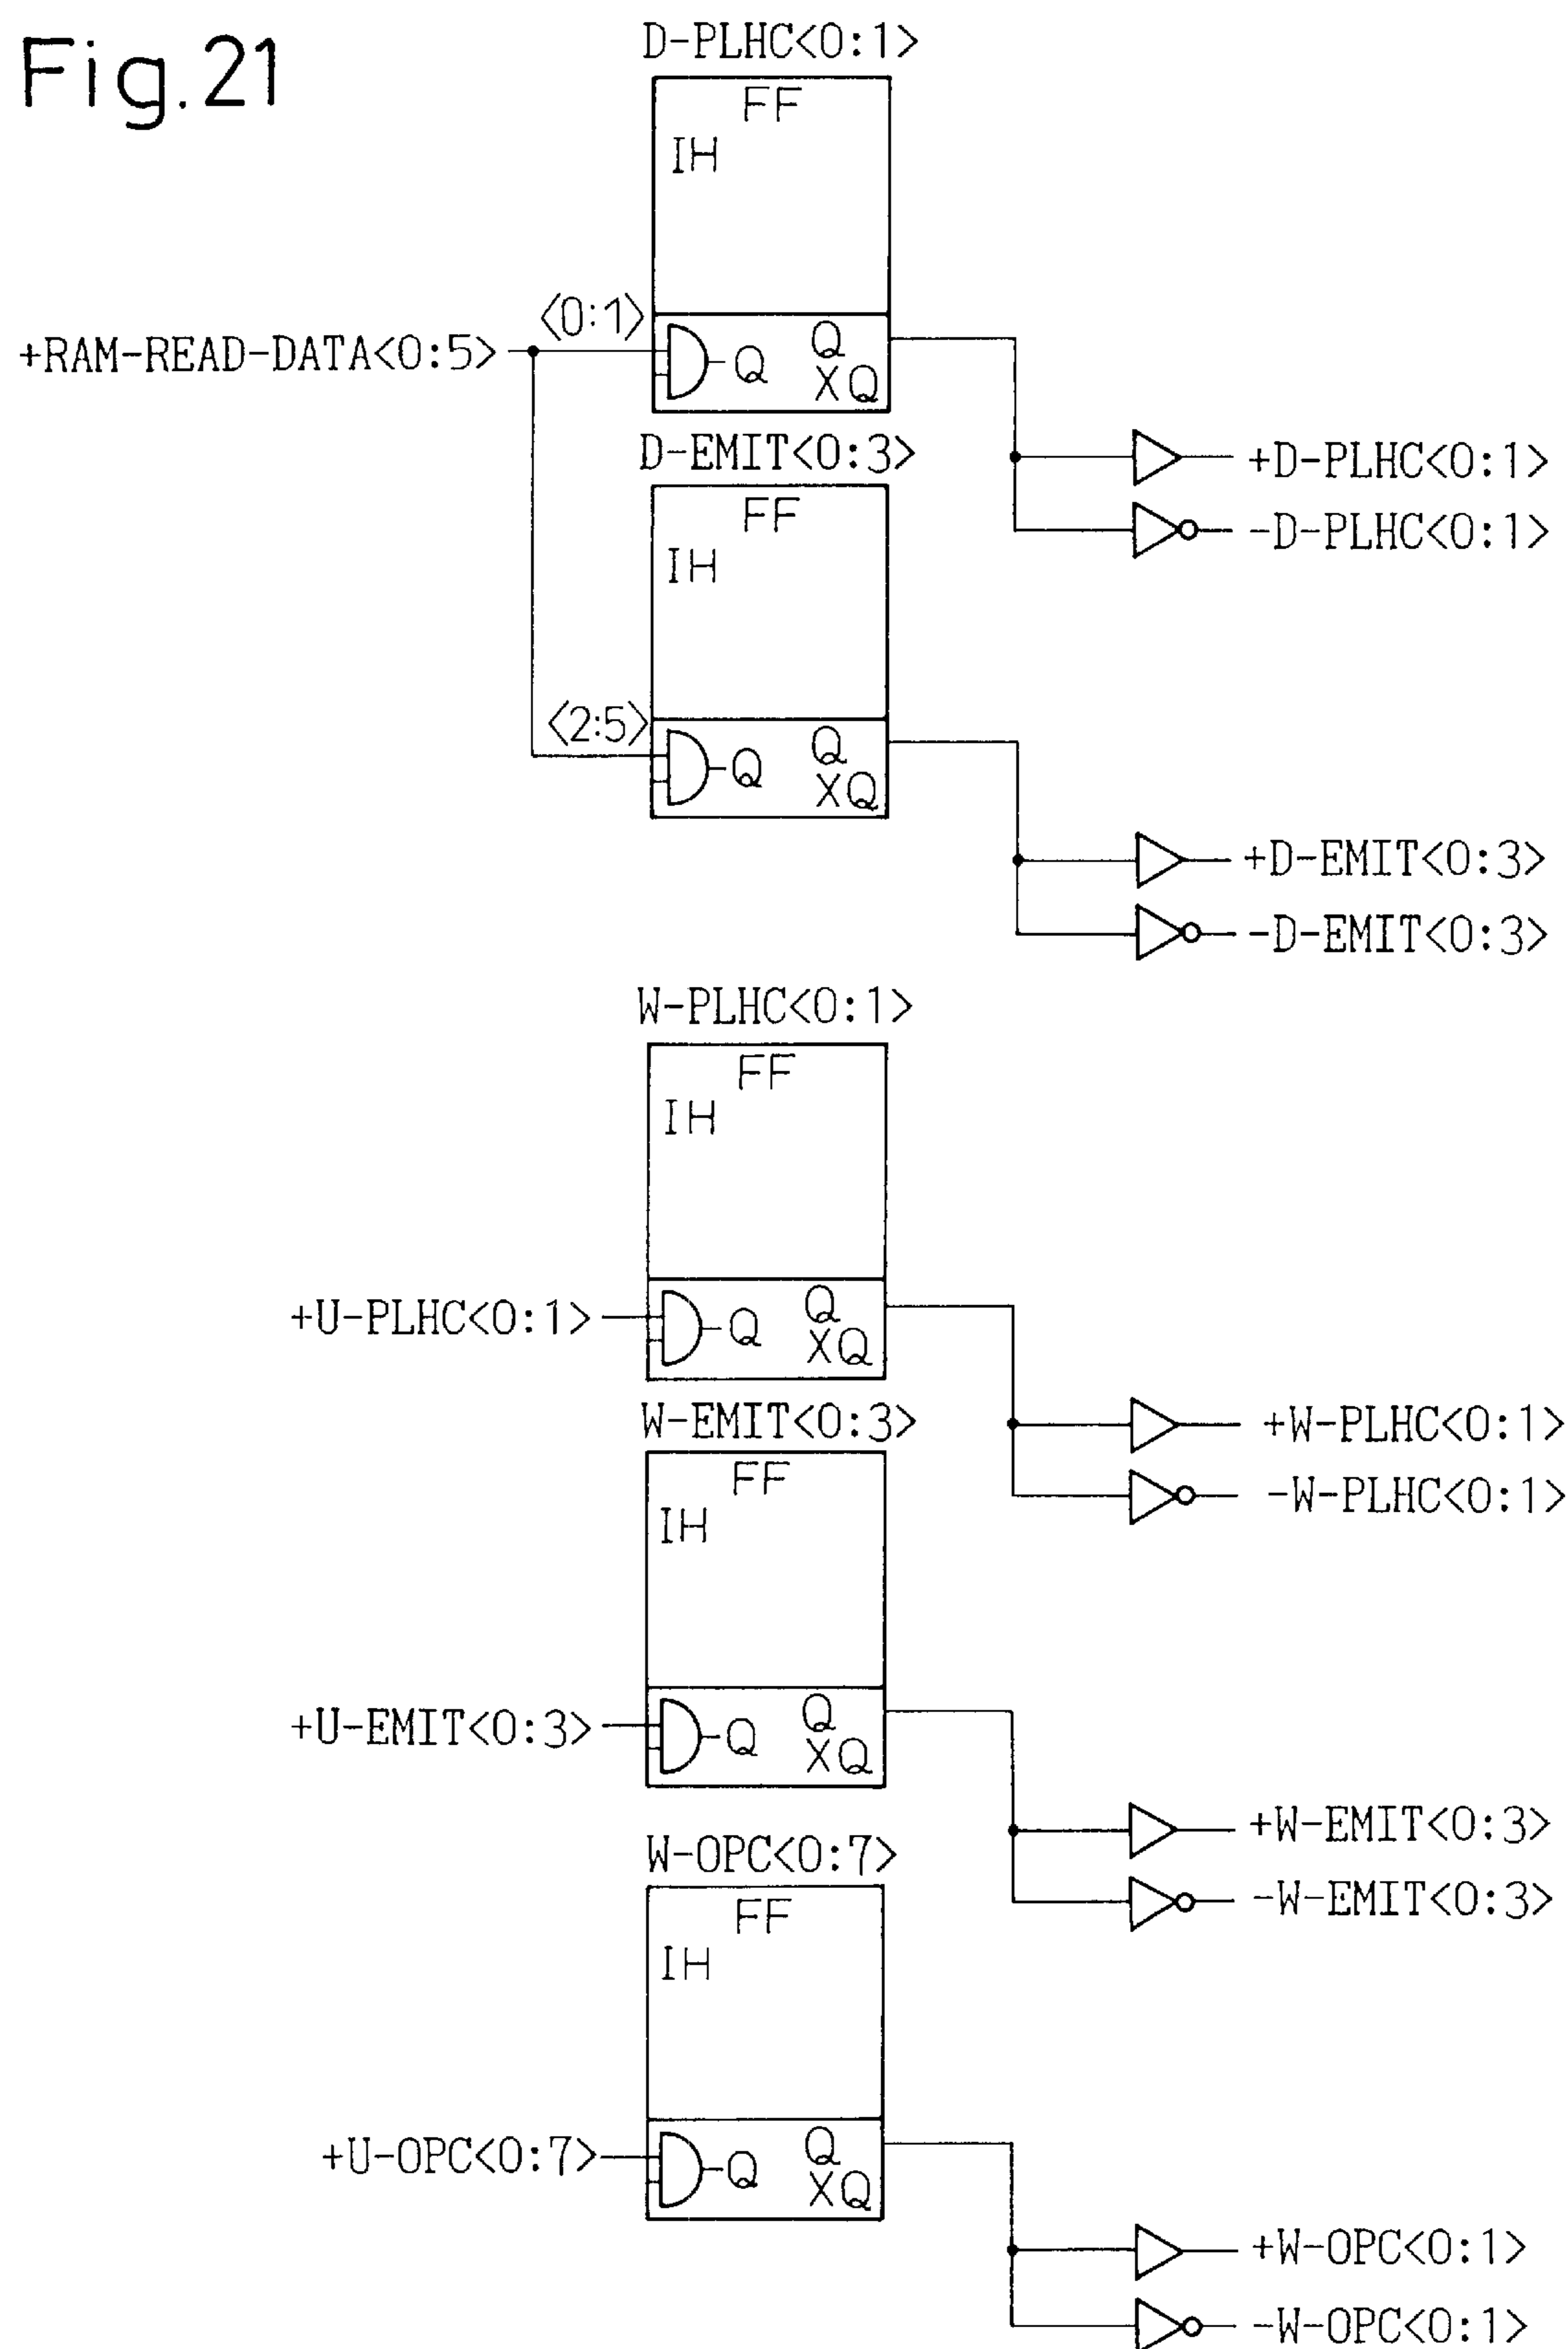 Fig.21
D-PLHC<0:1>
FF
IH
<0:1>
+RAM-READ-DATA<0:5>
Q
Q
XQ
D-EMIT<0:3>
+D-PLHC<0:1>
FF
-D-PLHC<0:1>
IH
<2:5>
Q
Q
XQ
+D-EMIT<0:3>
-D-EMIT<0:3>
W-PLHC<0:1>
FF
IH
+U-PLHC<0:1>
Q
Q
XQ
W-EMIT<0:3>
+W-PLHC<0:1>
FF
-W-PLHC<0:1>
IH
+U-EMIT<0:3>
Q
Q
XQ
+W-EMIT<0:3>
W-OPC<0:7>
-W-EMIT<0:3>
FF
IH
+U-OPC<0:7>
Q
Q
XQ
+W-OPC<0:1>
-W-OPC<0:1>